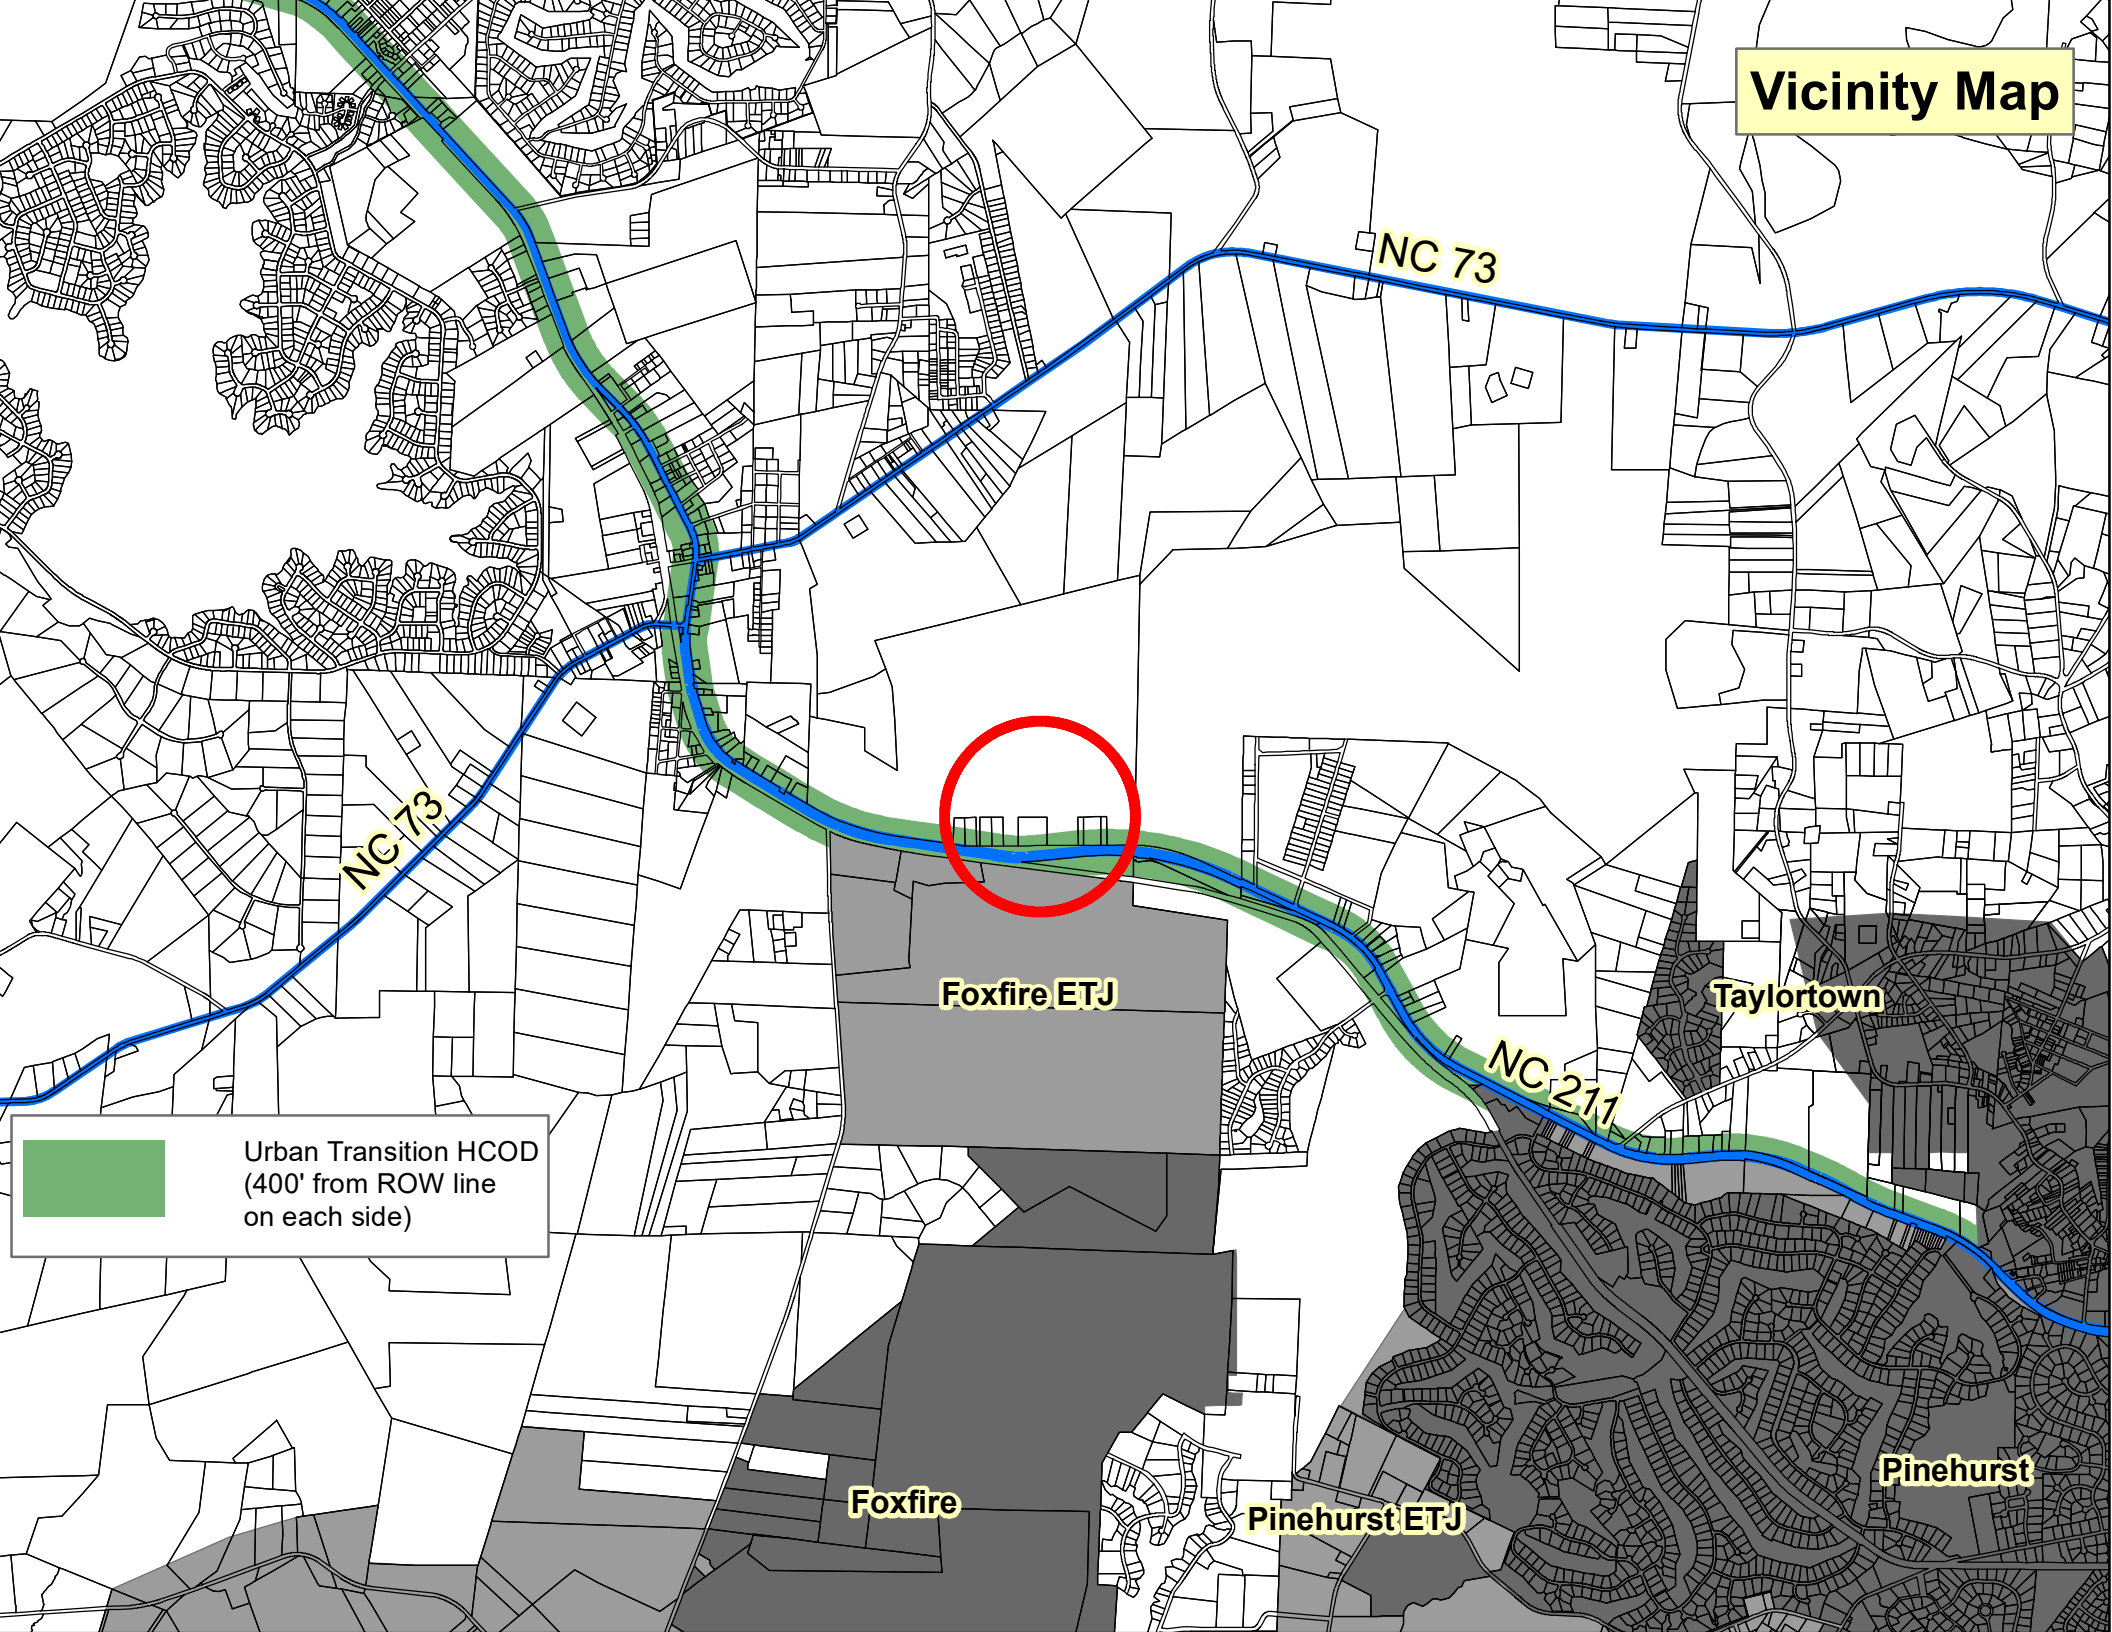 Vicinity Map
NC 73
NC 73
Foxfire ETJ
Taylortown
NC 211
Urban Transition HCOD
(400' from ROW line
on each side)
Pinehurst
Foxfire
Pinehurst ETJ